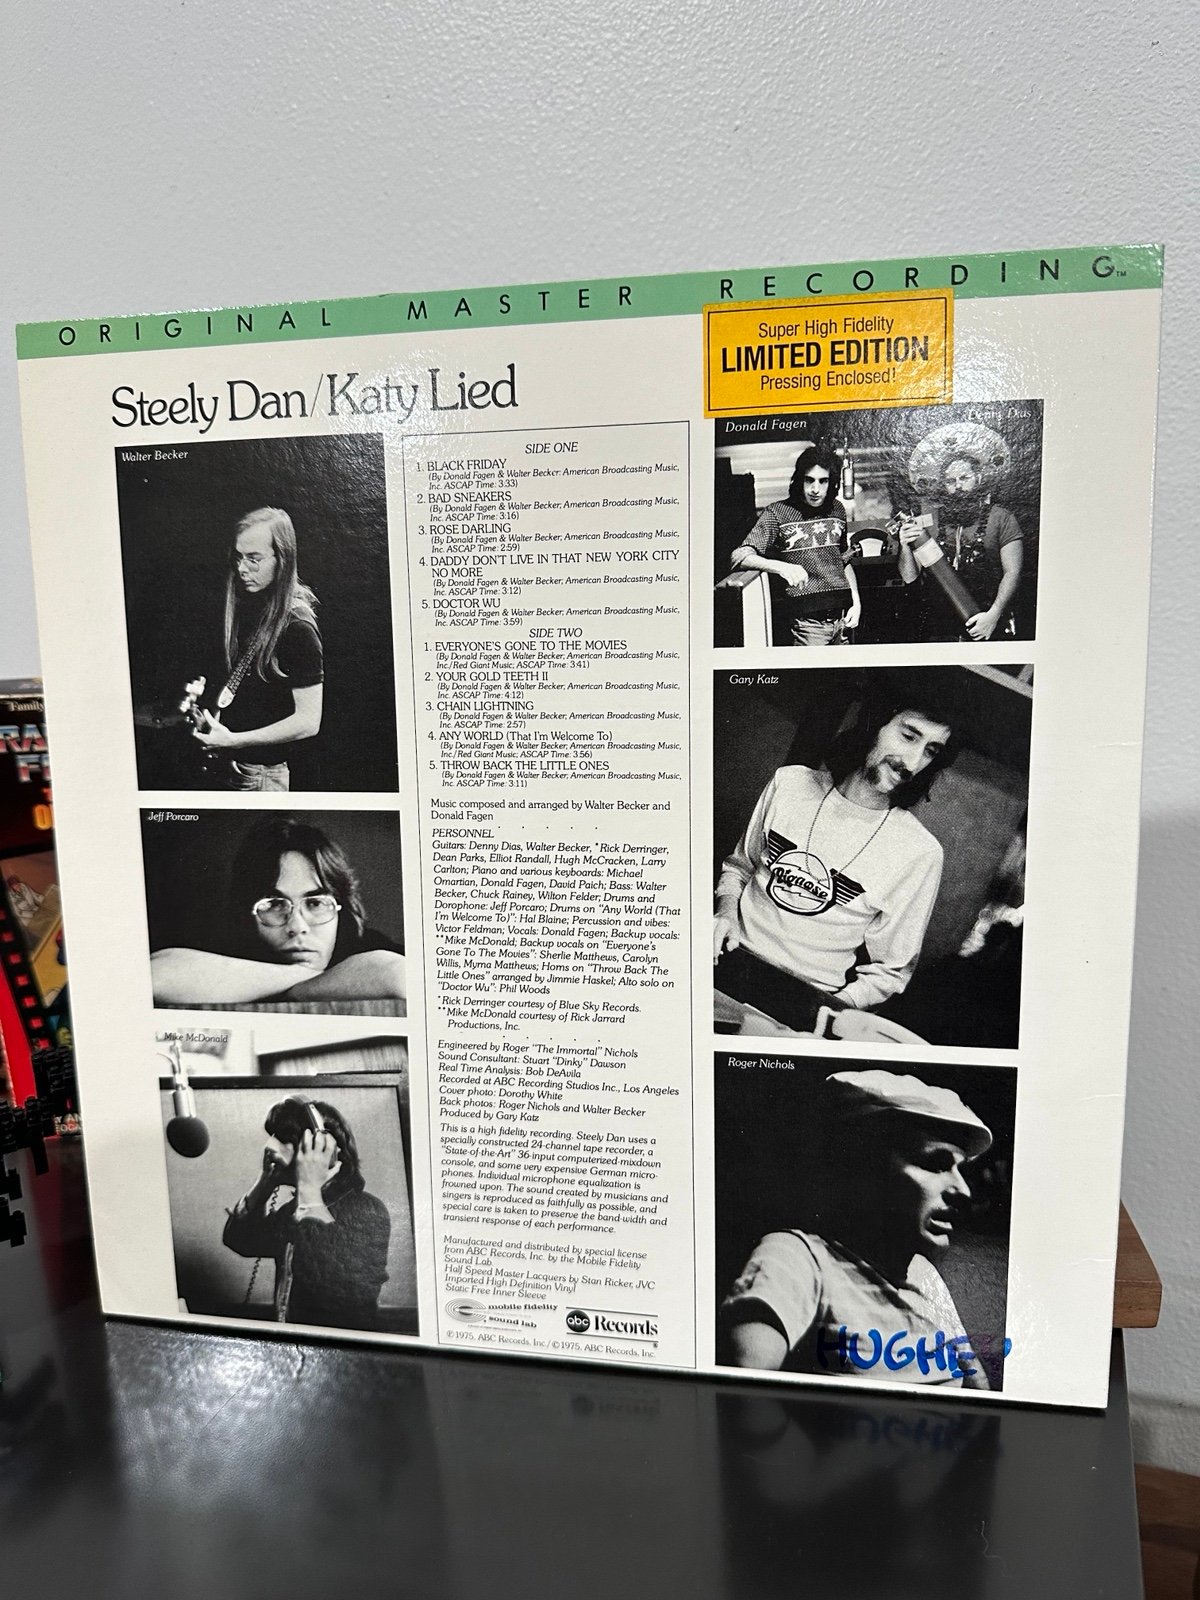 ORIGINAL MASTER RECORDING™
Super High Fidelity
LIMITED EDITION
Pressing Enclosed!
Steely Dan/Katy Lied
Walter Becker
Jeff Porcaro
Mike McDonald
SIDE ONE
1. BLACK FRIDAY
(By Donald Fagen & Walter Becker: American Broadcasting Music,
Inc. ASCAP Time: 3:33)
2. BAD SNEAKERS
(By Donald Fagen & Walter Becker; American Broadcasting Music,
Inc. ASCAP Time: 3:16)
3. ROSE DARLING
(By Donald Fagen & Walter Becker; American Broadcasting Music,
Inc. ASCAP Time: 2:59)
4. DADDY DON'T LIVE IN THAT NEW YORK CITY
NO MORE
(By Donald Fagen & Walter Becker; American Broadcasting Music,
Inc. ASCAP Time: 3:12)
5. DOCTOR WU
(By Donald Fagen & Walter Becker; American Broadcasting Music,
Inc. ASCAP Time: 3:59)
SIDE TWO
1. EVERYONE'S GONE TO THE MOVIES
(By Donald Fagen & Walter Becker; American Broadcasting Music,
Inc./Red Giant Music; ASCAP Time: 3:41)
2. YOUR GOLD TEETH II
(By Donald Fagen & Walter Becker; American Broadcasting Music,
Inc. ASCAP Time: 4:12)
3. CHAIN LIGHTNING
(By Donald Fagen & Walter Becker; American Broadcasting Music,
Inc. ASCAP Time: 2:57)
4. ANY WORLD (That I'm Welcome To)
(By Donald Fagen & Walter Becker; American Broadcasting Music,
Inc./Red Giant Music; ASCAP Time: 3:56)
5. THROW BACK THE LITTLE ONES
(By Donald Fagen & Walter Becker; American Broadcasting Music,
Inc. ASCAP Time: 3:11)
Music composed and arranged by Walter Becker and
Donald Fagen
PERSONNEL
Guitars: Denny Dias, Walter Becker, *Rick Derringer,
Dean Parks, Elliot Randall, Hugh McCracken, Larry
Carlton; Piano and various keyboards: Michael
Omartian, Donald Fagen, David Paich; Bass: Walter
Becker, Chuck Rainey, Wilton Felder; Drums and
Dorophone: Jeff Porcaro; Drums on "Any World (That
I'm Welcome To)": Hal Blaine; Percussion and vibes:
Victor Feldman; Vocals: Donald Fagen; Backup vocals:
**Mike McDonald; Backup vocals on "Everyone's
Gone To The Movies": Sherlie Matthews, Carolyn
Willis, Myrna Matthews; Horns on "Throw Back The
Little Ones" arranged by Jimmie Haskel; Alto solo on
"Doctor Wu": Phil Woods
*Rick Derringer courtesy of Blue Sky Records.
**Mike McDonald courtesy of Rick Jarrard
Productions, Inc.
Engineered by Roger "The Immortal" Nichols
Sound Consultant: Stuart "Dinky" Dawson
Real Time Analysis: Bob DeAvila
Recorded at ABC Recording Studios Inc., Los Angeles
Cover photo: Dorothy White
Back photos: Roger Nichols and Walter Becker
Produced by Gary Katz
This is a high fidelity recording. Steely Dan uses a
specially constructed 24-channel tape recorder, a
"State-of-the-Art" 36-input computerized-mixdown
console, and some very expensive German micro-
phones. Individual microphone equalization is
frowned upon. The sound created by musicians and
singers is reproduced as faithfully as possible, and
special care is taken to preserve the band-width and
transient response of each performance.
Manufactured and distributed by special license
from ABC Records, Inc. by the Mobile Fidelity
Sound Lab
Half Speed Master Lacquers by Stan Ricker, JVC
Imported High Definition Vinyl
Static Free Inner Sleeve
mobile fidelity
sound lab
abc Records
℗ 1975, ABC Records, Inc./© 1975, ABC Records, Inc.
Donald Fagen
Denny Dias
Gary Katz
Roger Nichols
HUGHEY
Family